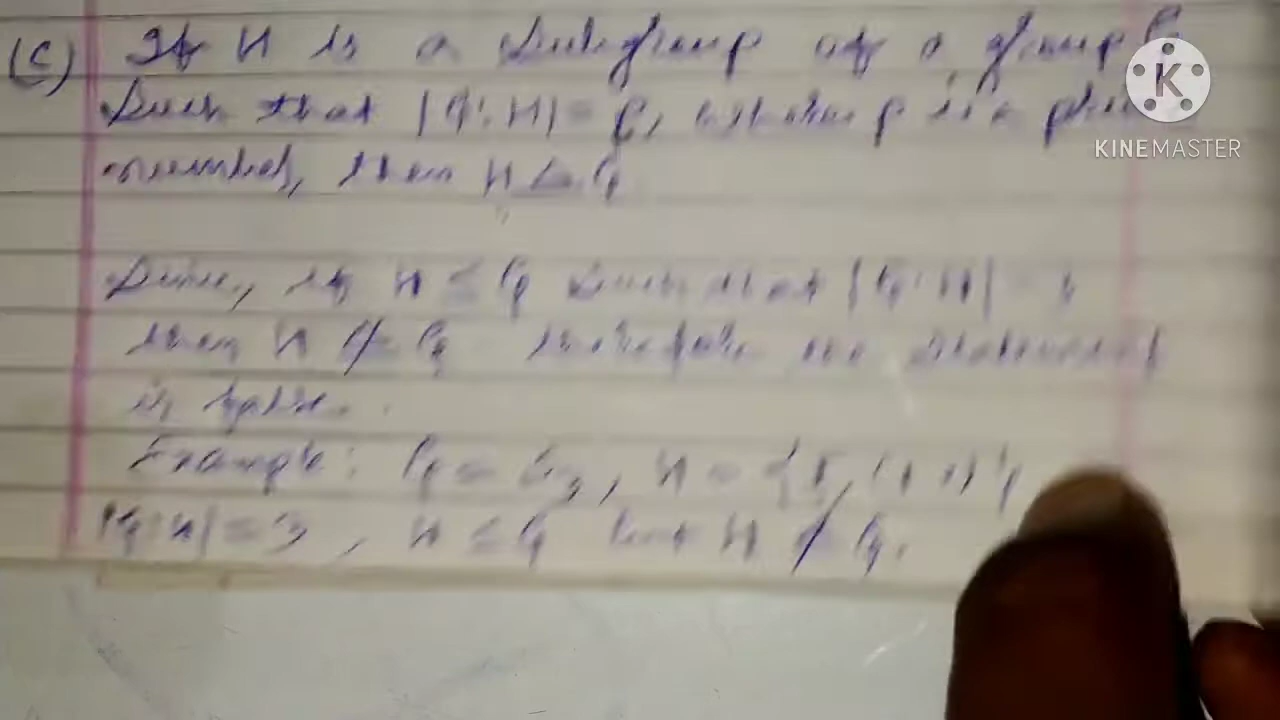 (C) If H is a subgroup of a group G
such that |G:H| = p, where p is a prime
number, then H ⊲ G
Since, if H ≤ G such that |G:H| = 3
then H ⋪ G therefore the statement
is false.
Example: G = S₃, H = {I, (1 2)}
|G:H| = 3, H ≤ G but H ⋪ G.
K
KINEMASTER